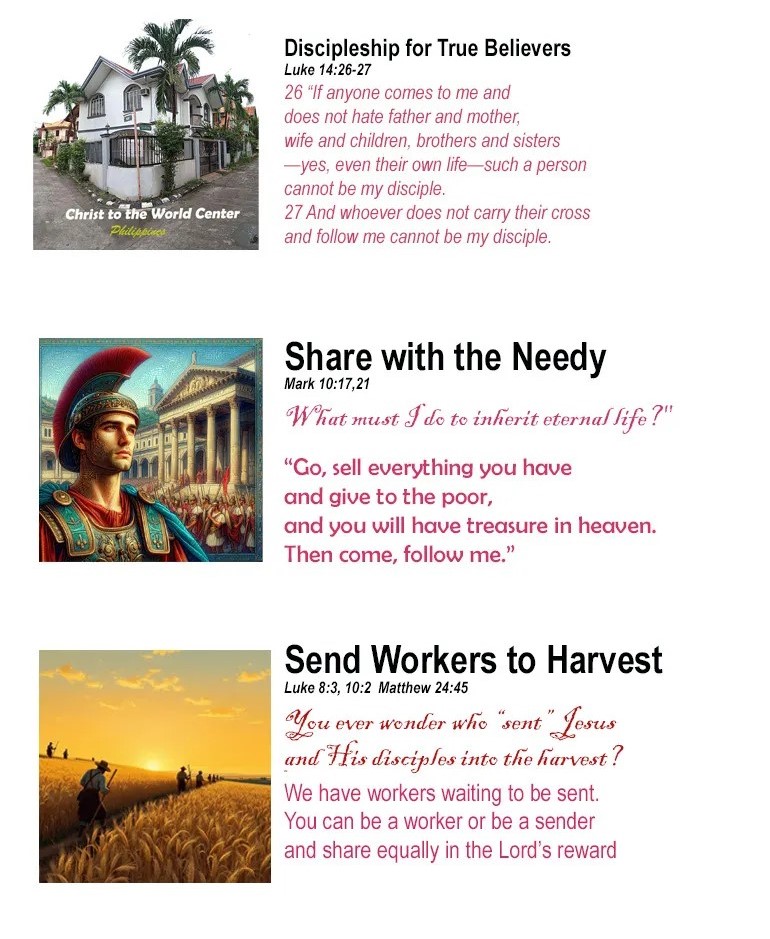 Christ to the World Center
Philippines
Discipleship for True Believers
Luke 14:26-27
26 “If anyone comes to me and
does not hate father and mother,
wife and children, brothers and sisters
—yes, even their own life—such a person
cannot be my disciple.
27 And whoever does not carry their cross
and follow me cannot be my disciple.
Share with the Needy
Mark 10:17,21
What must I do to inherit eternal life?"
“Go, sell everything you have
and give to the poor,
and you will have treasure in heaven.
Then come, follow me.”
Send Workers to Harvest
Luke 8:3, 10:2  Matthew 24:45
You ever wonder who “sent” Jesus
and His disciples into the harvest?
We have workers waiting to be sent.
You can be a worker or be a sender
and share equally in the Lord’s reward